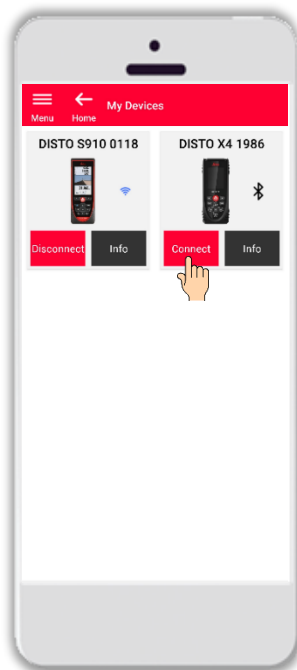 Menu Home My Devices
DISTO S910 0118
Disconnect Info
DISTO X4 1986
Connect Info